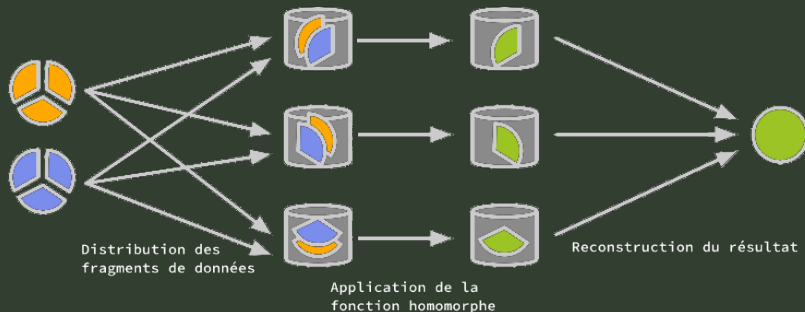 Distribution des
fragments de données
Application de la
fonction homomorphe
Reconstruction du résultat